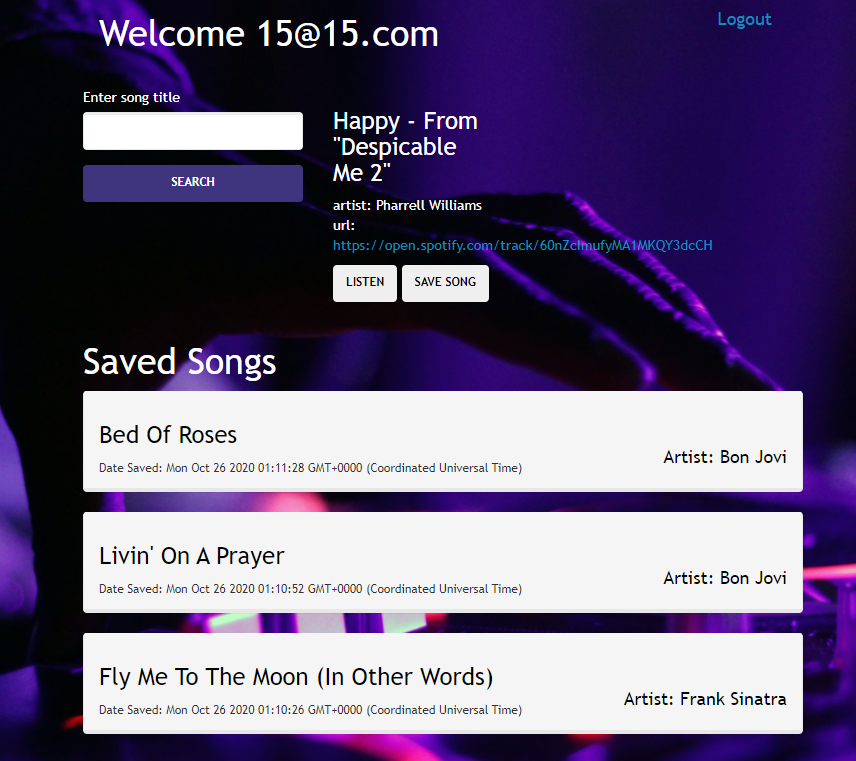 Welcome 15@15.com
Logout
Enter song title
SEARCH
Happy - From
"Despicable
Me 2"
artist: Pharrell Williams
url:
https://open.spotify.com/track/60nZcImufyMA1MKQY3dcCH
LISTEN
SAVE SONG
Saved Songs
Bed Of Roses
Artist: Bon Jovi
Date Saved: Mon Oct 26 2020 01:11:28 GMT+0000 (Coordinated Universal Time)
Livin' On A Prayer
Artist: Bon Jovi
Date Saved: Mon Oct 26 2020 01:10:52 GMT+0000 (Coordinated Universal Time)
Fly Me To The Moon (In Other Words)
Artist: Frank Sinatra
Date Saved: Mon Oct 26 2020 01:10:26 GMT+0000 (Coordinated Universal Time)